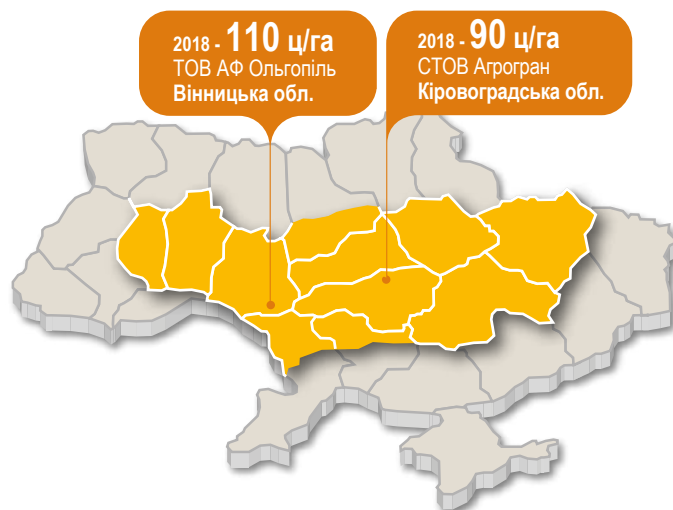 2018 - 110 ц/га
ТОВ АФ Ольгопіль
Вінницька обл.
2018 - 90 ц/га
СТОВ Агрогран
Кіровоградська обл.